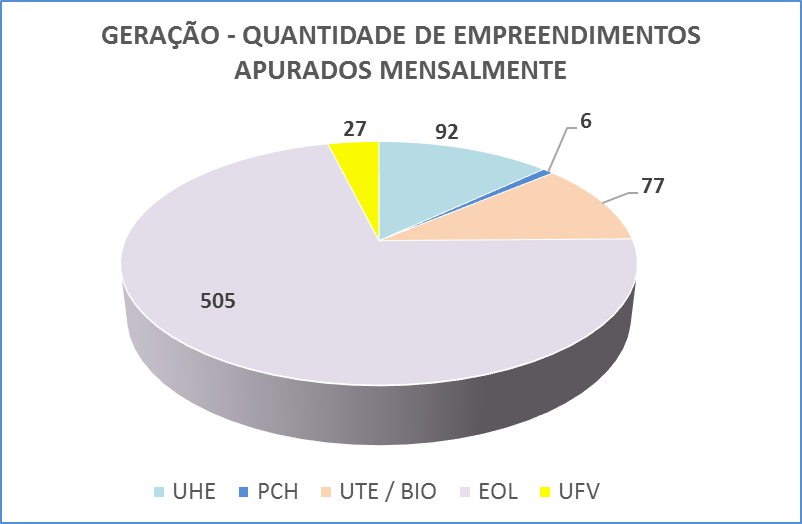 GERAÇÃO - QUANTIDADE DE EMPREENDIMENTOS
APURADOS MENSALMENTE
27
92
6
77
505
UHE PCH UTE / BIO EOL UFV